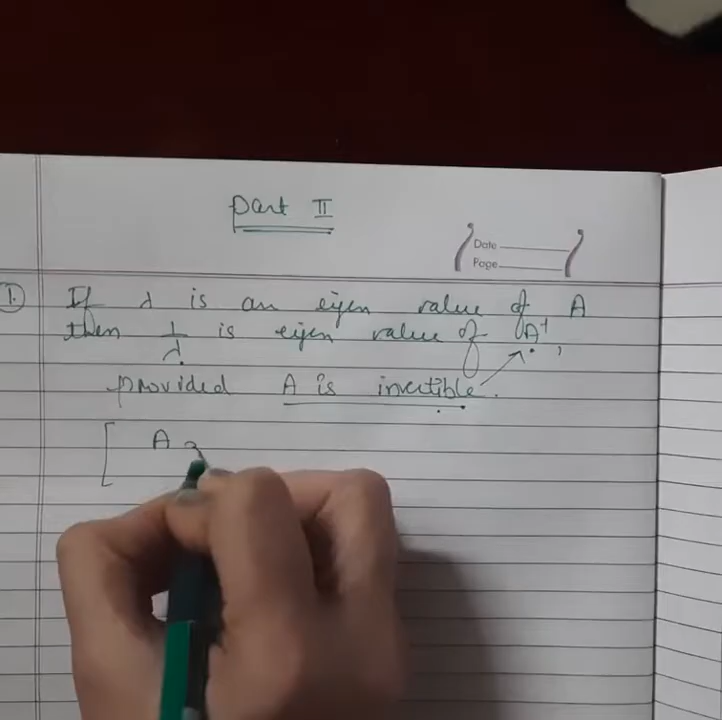 Part II
Date
Page
1. If λ is an eigen value of A
then 1/λ is eigen value of A⁻¹,
provided A is invertible.
[ A